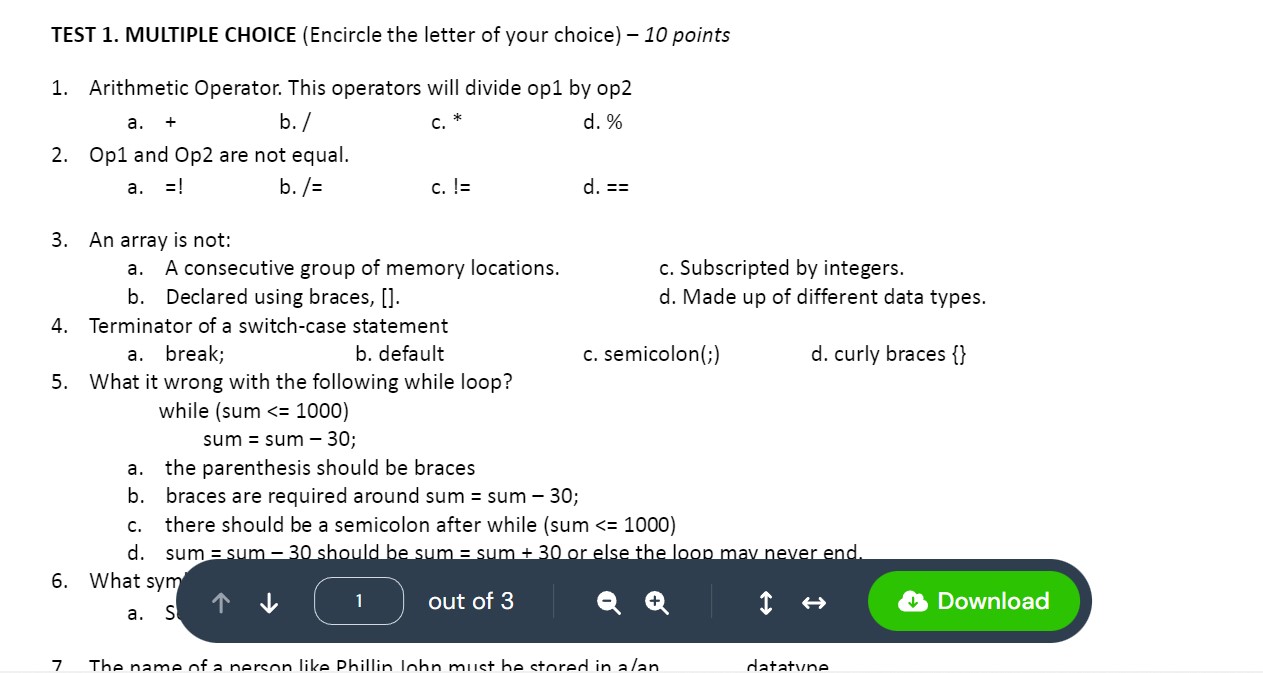 TEST 1. MULTIPLE CHOICE (Encircle the letter of your choice) – 10 points
1. Arithmetic Operator. This operators will divide op1 by op2
a. + b. / c. * d. %
2. Op1 and Op2 are not equal.
a. =! b. /= c. != d. ==
3. An array is not:
a. A consecutive group of memory locations. c. Subscripted by integers.
b. Declared using braces, []. d. Made up of different data types.
4. Terminator of a switch-case statement
a. break; b. default c. semicolon(;) d. curly braces {}
5. What it wrong with the following while loop?
while (sum <= 1000)
sum = sum – 30;
a. the parenthesis should be braces
b. braces are required around sum = sum – 30;
c. there should be a semicolon after while (sum <= 1000)
d. sum = sum – 30 should be sum = sum + 30 or else the loop may never end.
6. What
a.
1 out of 3 Download
7. The name of a person like Phillip John must be stored in a/an datatype